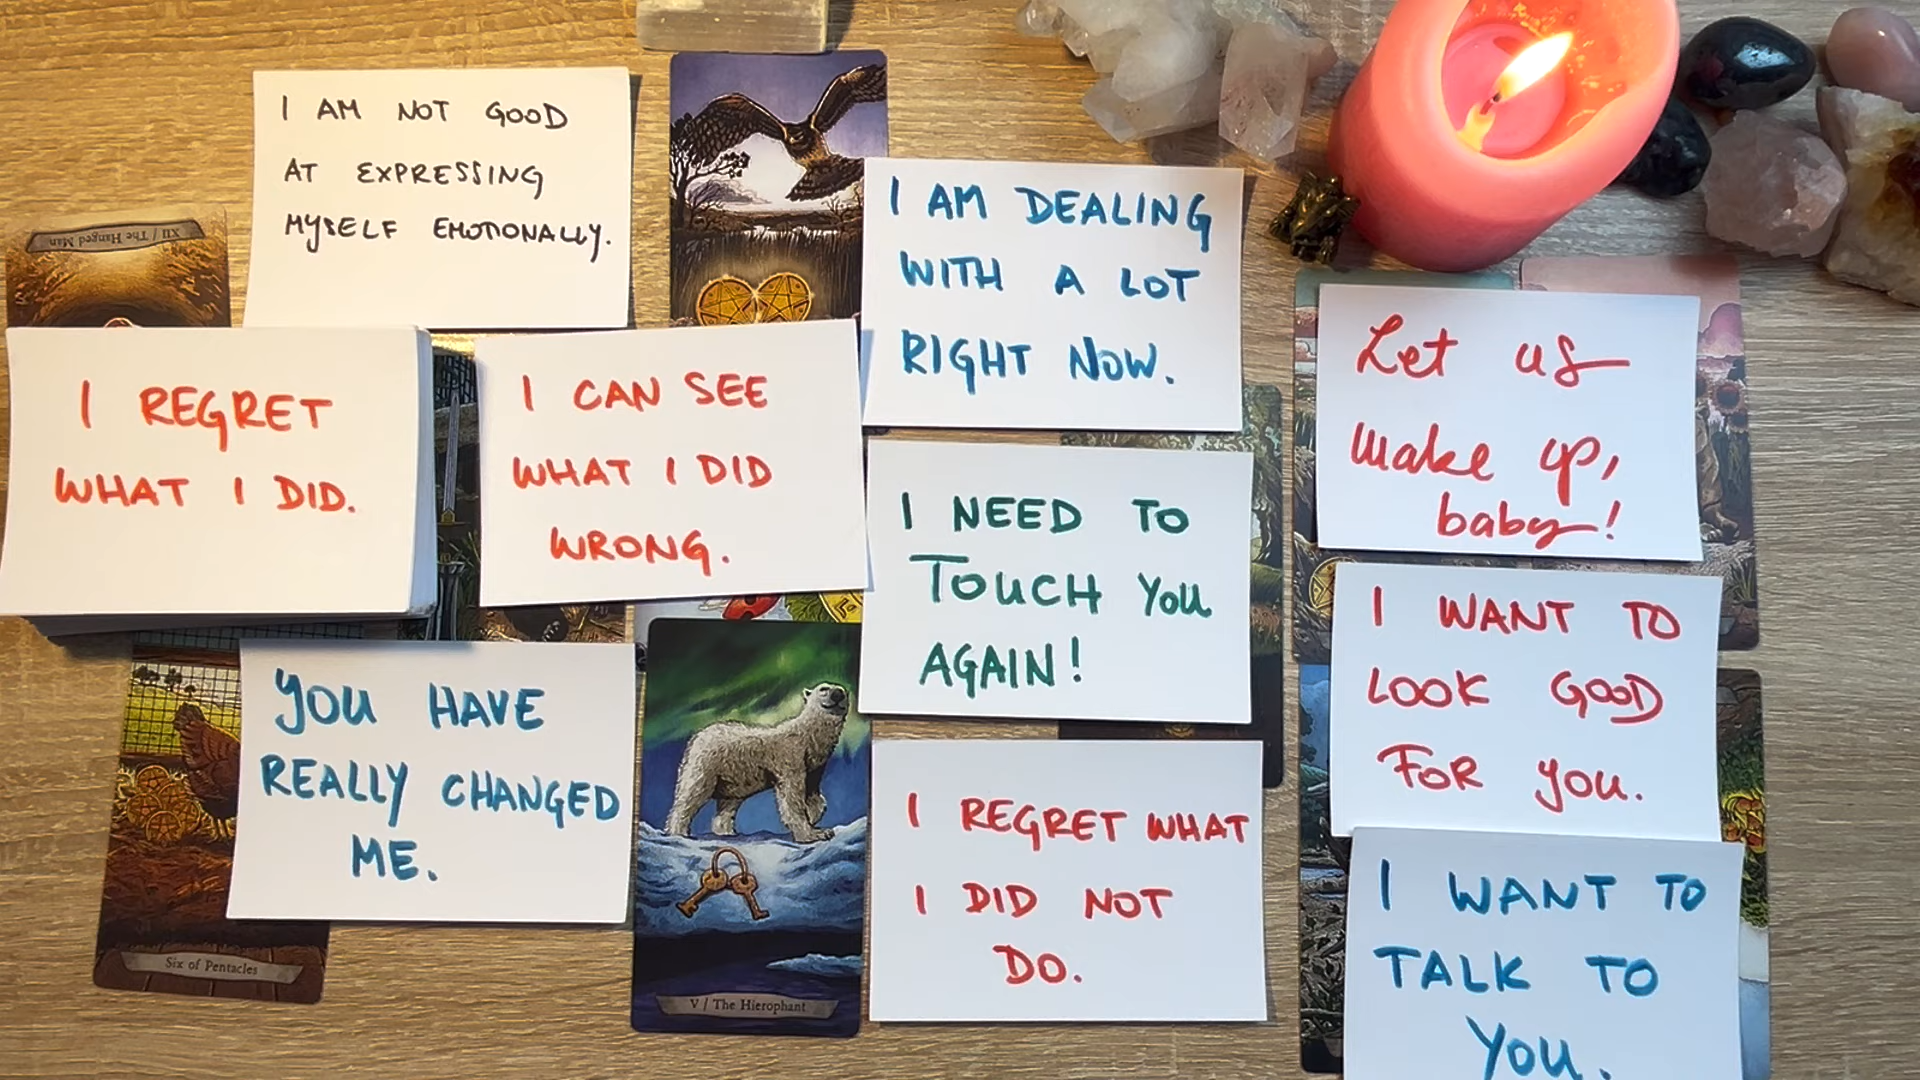 I AM NOT GOOD
AT EXPRESSING
MYSELF EMOTIONALLY.
XII / The Hanged Man
I REGRET
WHAT I DID.
I CAN SEE
WHAT I DID
WRONG.
YOU HAVE
REALLY CHANGED
ME.
Six of Pentacles
V / The Hierophant
I AM DEALING
WITH A LOT
RIGHT NOW.
I NEED TO
TOUCH YOU
AGAIN!
I REGRET WHAT
I DID NOT
DO.
Let us
make up,
baby!
I WANT TO
LOOK GOOD
FOR YOU.
I WANT TO
TALK TO
YOU.